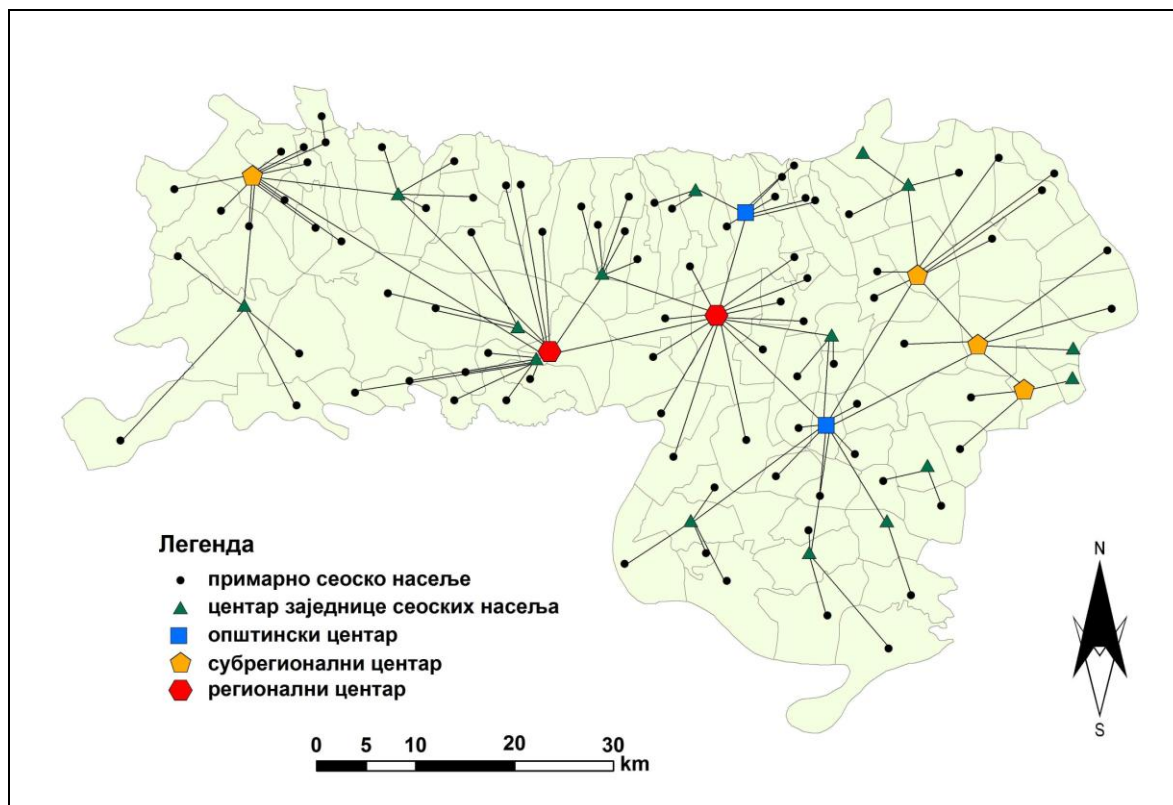 Легенда
примарно сеоско насеље
центар заједнице сеоских насеља
општински центар
субрегионални центар
регионални центар
0 5 10 20 30
km
N
S